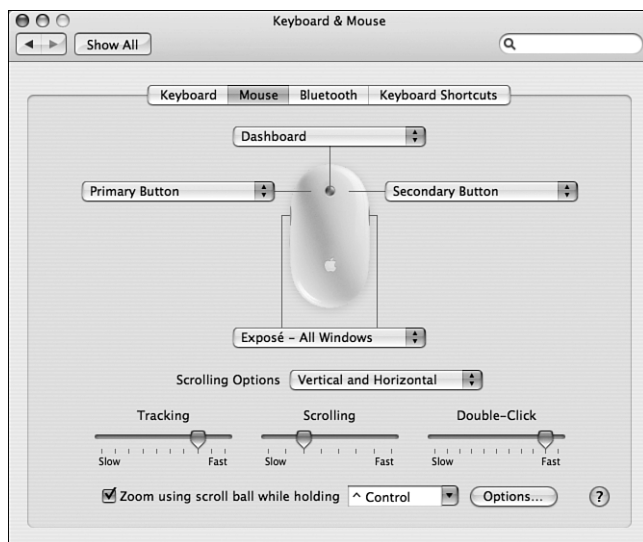 Keyboard & Mouse
Show All
Keyboard Mouse Bluetooth Keyboard Shortcuts
Dashboard
Primary Button Secondary Button
Exposé – All Windows
Scrolling Options Vertical and Horizontal
Tracking Scrolling Double-Click
Slow Fast Slow Fast Slow Fast
Zoom using scroll ball while holding ^ Control Options... ?